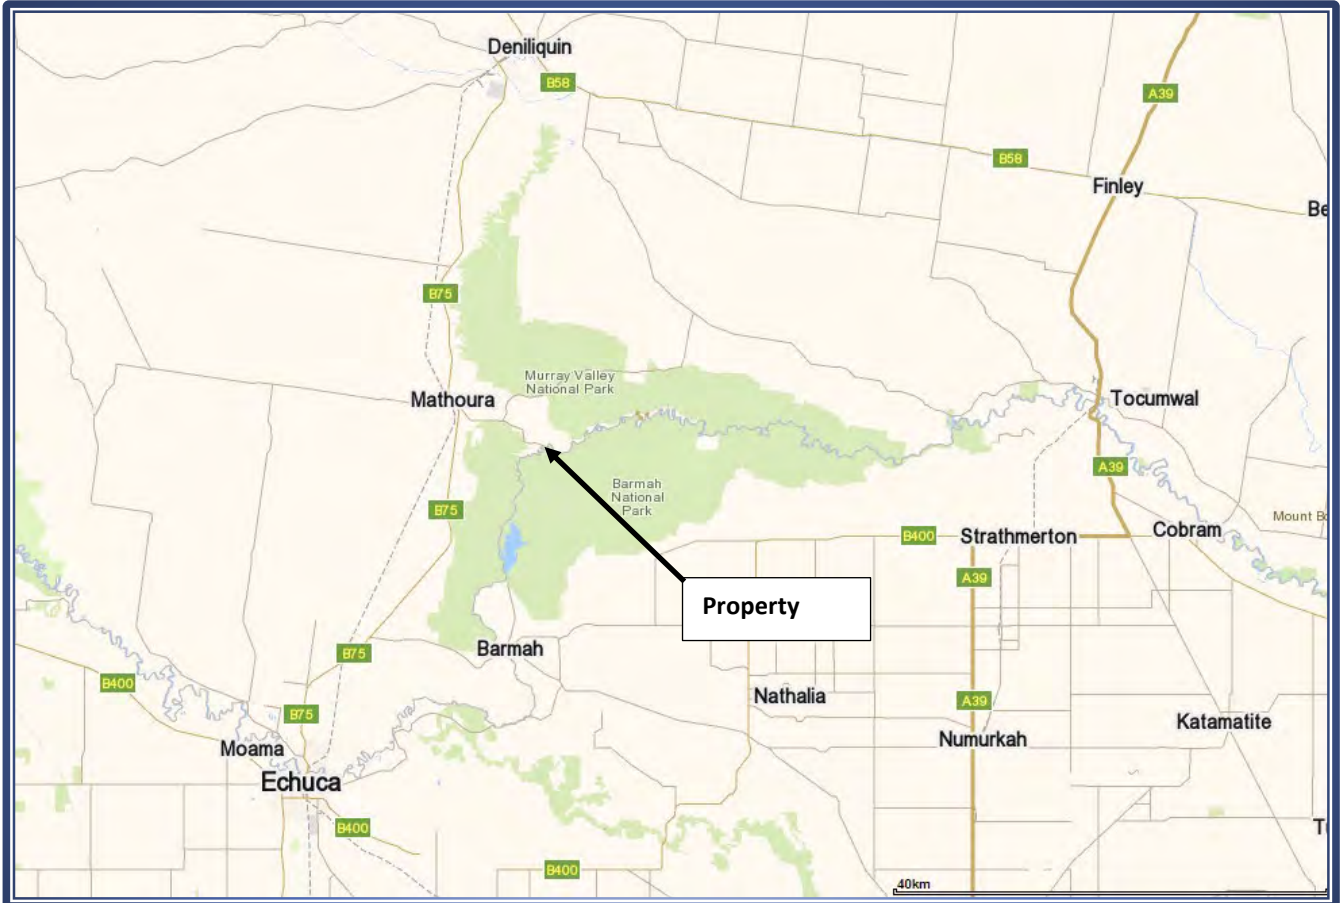 Deniliquin
B58
A39
B58
Finley
Be
B75
Murray Valley
National Park
Mathoura
Tocumwal
A39
Barmah
National
Park
B75
Mount B
B400
Strathmerton
Cobram
A39
Property
Barmah
B75
B400
Nathalia
A39
B75
Katamatite
Moama
Numurkah
Echuca
B400
T
B400
40km